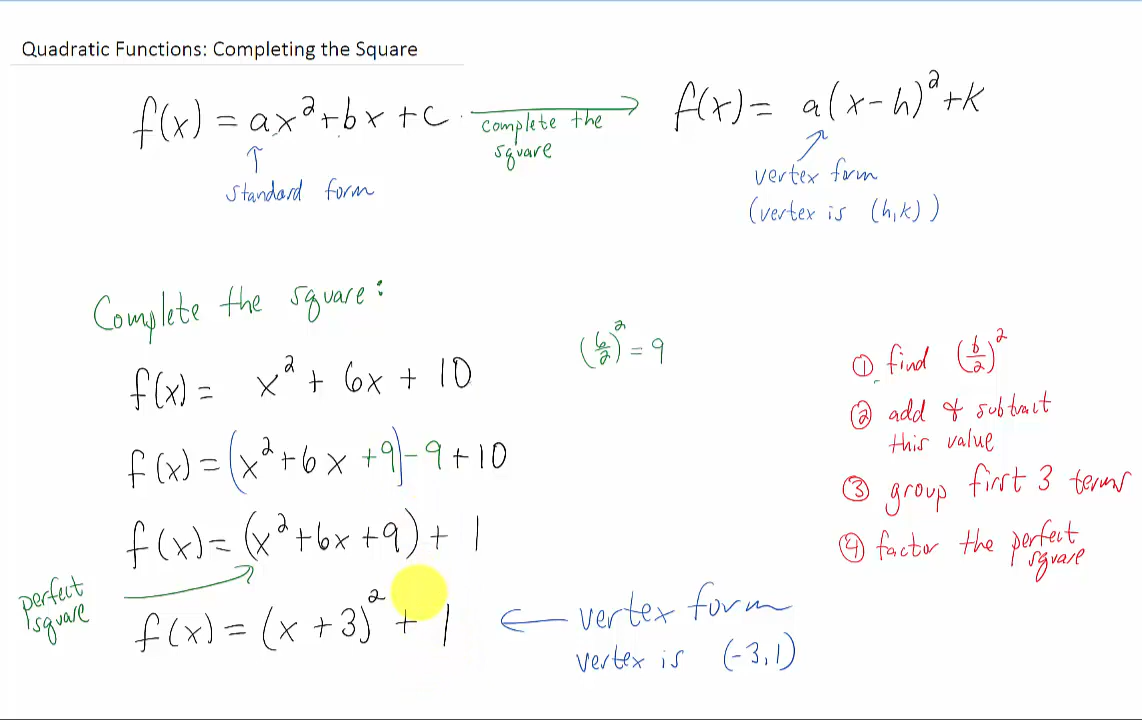 Quadratic Functions: Completing the Square
f(x) = ax² + bx + c
complete the
square
f(x) = a(x-h)² + k
↑
standard form
vertex form
(vertex is (h,k))
Complete the square:
(6/2)² = 9
f(x) = x² + 6x + 10
f(x) = (x² + 6x + 9) - 9 + 10
f(x) = (x² + 6x + 9) + 1
perfect
square
f(x) = (x + 3)² + 1
← vertex form
vertex is (-3,1)
① find (b/2)²
② add & subtract
this value
③ group first 3 terms
④ factor the perfect
square